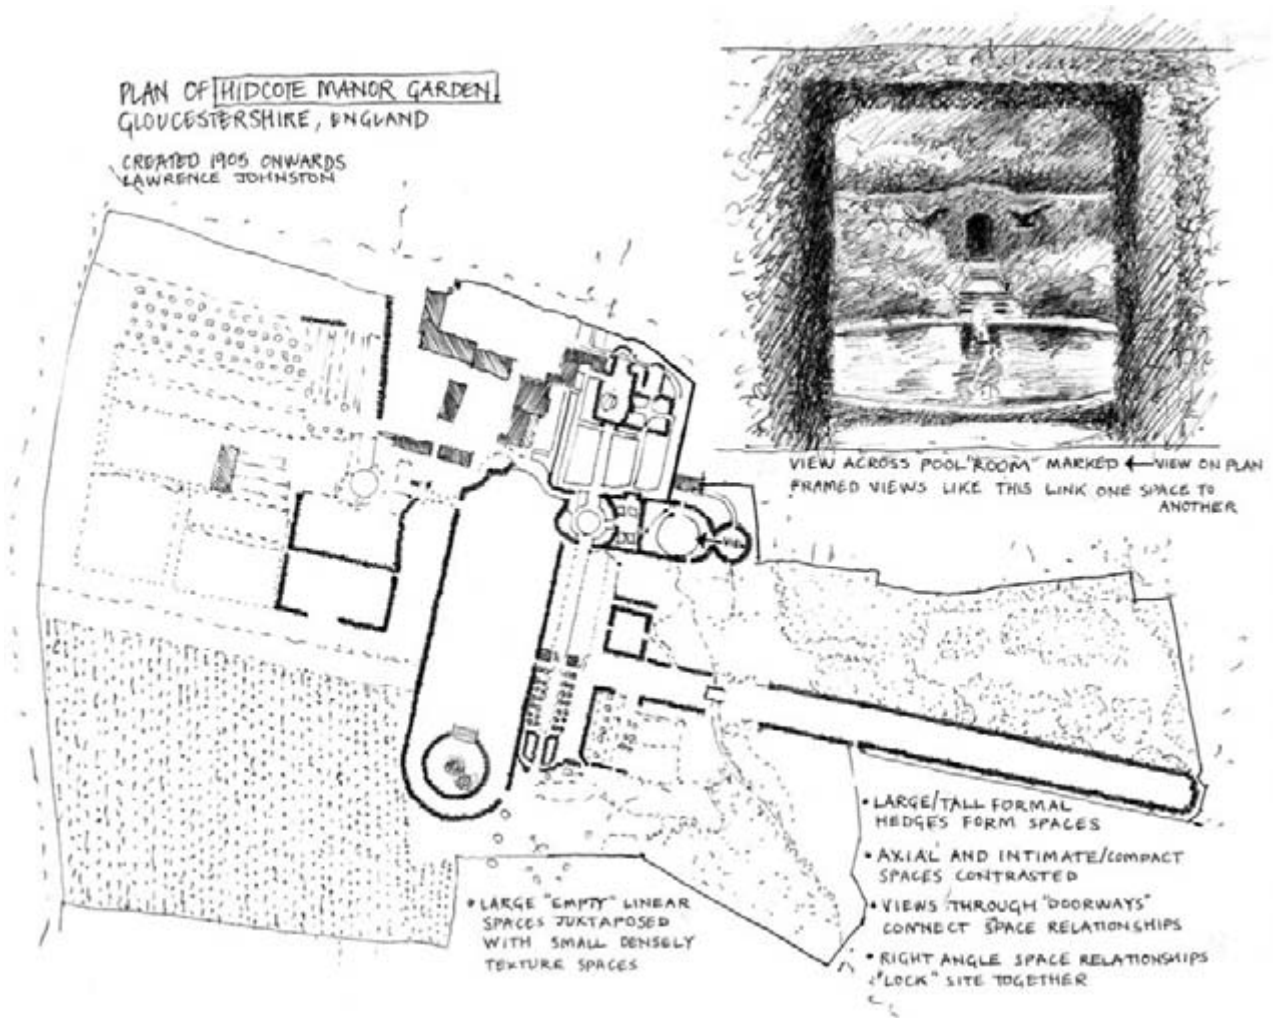 PLAN OF HIDCOTE MANOR GARDEN.
GLOUCESTERSHIRE, ENGLAND
CREATED 1905 ONWARDS
LAWRENCE JOHNSTON
VIEW ACROSS POOL "ROOM" MARKED ← VIEW ON PLAN
FRAMED VIEWS LIKE THIS LINK ONE SPACE TO
ANOTHER
← VIEW
• LARGE/TALL FORMAL
HEDGES FORM SPACES
• AXIAL AND INTIMATE/COMPACT
SPACES CONTRASTED
• VIEWS THROUGH "DOORWAYS"
CONNECT SPACE RELATIONSHIPS
• RIGHT ANGLE SPACE RELATIONSHIPS
"LOCK" SITE TOGETHER
• LARGE "EMPTY" LINEAR
SPACES JUXTAPOSED
WITH SMALL DENSELY
TEXTURE SPACES